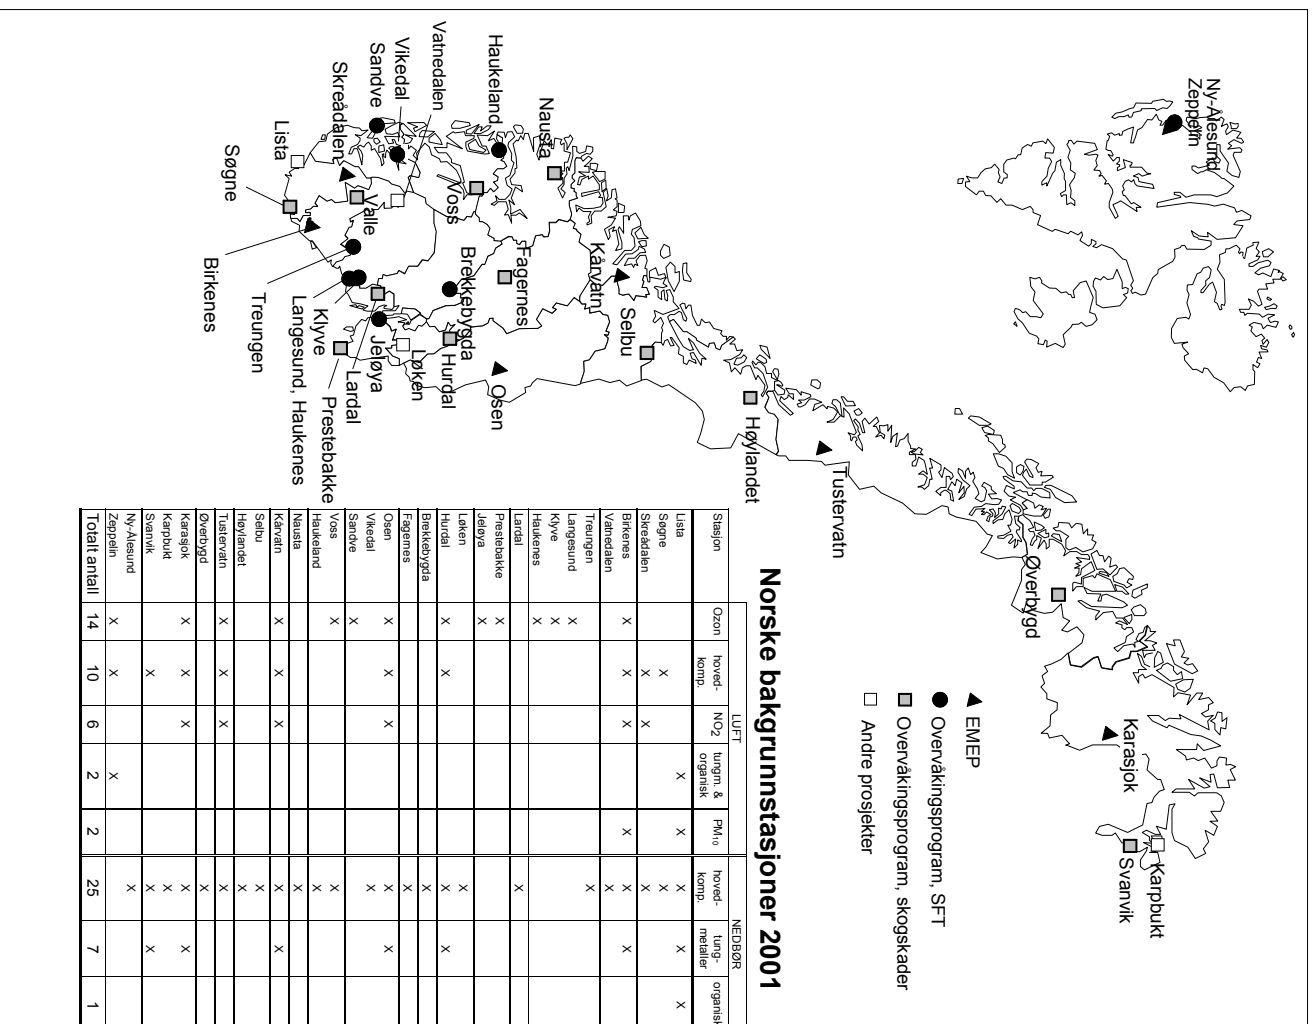 Ny-Ålesund
Zeppelin
Karpbukt
Svanvik
Karasjok
Øverbygd
Tustervatn
Høylandet
Selbu
Kårvatn
Nausta
Haukeland
Vatnedalen
Vikedal
Sandve
Skreådalen
Lista
Søgne
Voss
Valle
Fagernes
Brekkebygda
Osen
Hurdal
Løken
Jeløya
Lardal
Prestebakke
Klyve
Langesund, Haukenes
Treungen
Birkenes
EMEP
Overvåkingsprogram, SFT
Overvåkingsprogram, skogskader
Andre prosjekter
Norske bakgrunnstasjoner 2001
LUFT NEDBØR
Stasjon Ozon hoved-komp. NO2 tungm. & organisk PM10 hoved-komp. tung-metaller organisk
Lista x x x x x
Søgne x x
Skreådalen x x x
Birkenes x x x x x x
Vatnedalen x
Treungen x
Langesund x
Klyve x
Haukenes x
Lardal x
Prestebakke x
Jeløya x
Løken x
Hurdal x x x x
Brekkebygda x
Fagernes x
Osen x x x x x
Vikedal x
Sandve x
Voss x x
Haukeland x
Nausta x
Kårvatn x x x x x
Selbu x
Høylandet x
Tustervatn x x x x
Øverbygd x
Karasjok x x x x x
Karpbukt x
Svanvik x x x
Ny-Ålesund x
Zeppelin x x x
Totalt antall 14 10 6 2 2 25 7 1